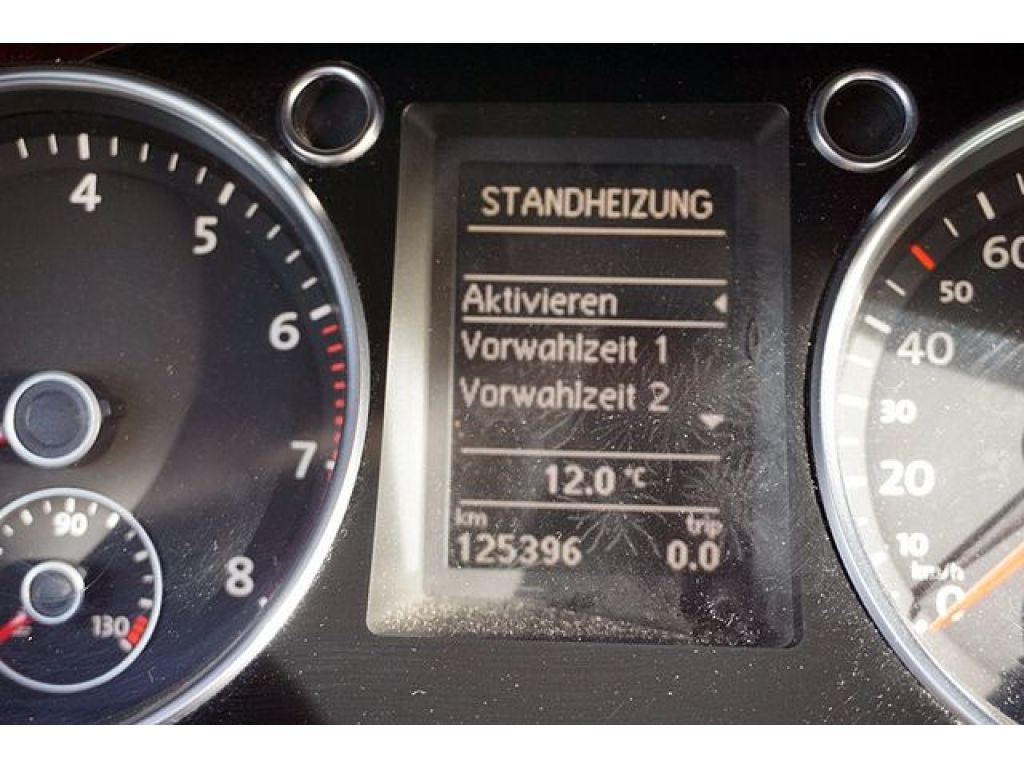 4
5
6
7
8
90
130
STANDHEIZUNG
Aktivieren
Vorwahlzeit 1
Vorwahlzeit 2
12.0 °C
km trip
125396 0.0
60
50
40
30
20
10
km/h
0